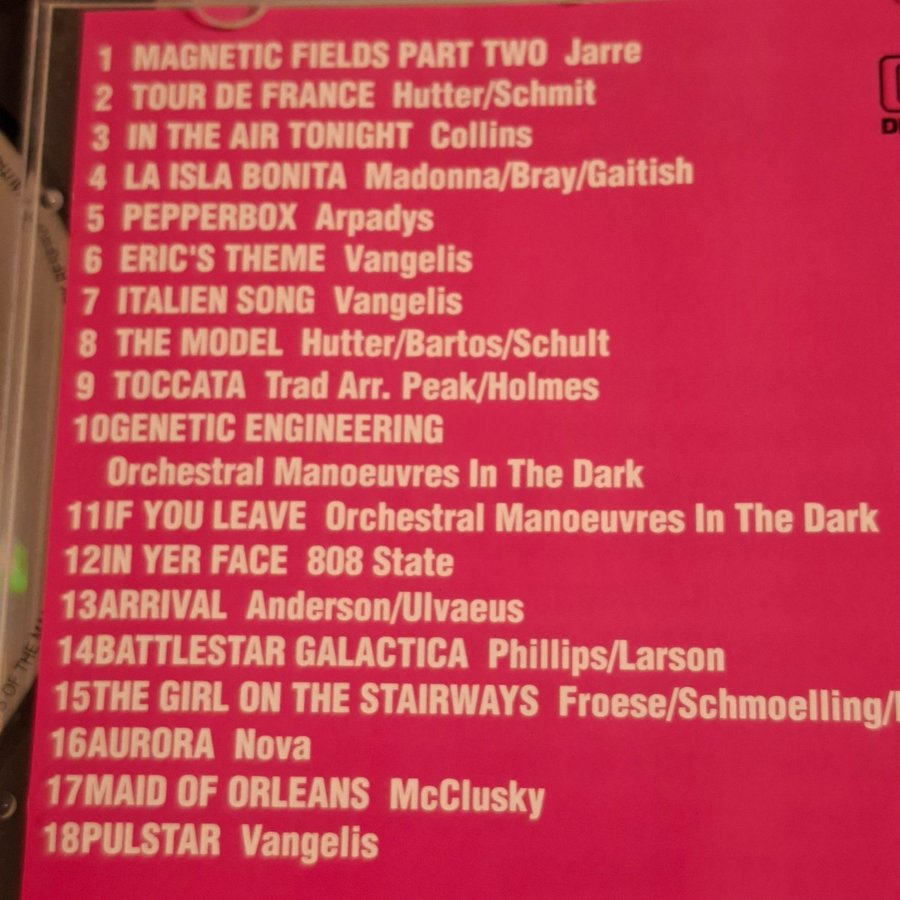 1 MAGNETIC FIELDS PART TWO Jarre
2 TOUR DE FRANCE Hutter/Schmit
3 IN THE AIR TONIGHT Collins
4 LA ISLA BONITA Madonna/Bray/Gaitish
5 PEPPERBOX Arpadys
6 ERIC'S THEME Vangelis
7 ITALIEN SONG Vangelis
8 THE MODEL Hutter/Bartos/Schult
9 TOCCATA Trad Arr. Peak/Holmes
10GENETIC ENGINEERING
Orchestral Manoeuvres In The Dark
11IF YOU LEAVE Orchestral Manoeuvres In The Dark
12IN YER FACE 808 State
13ARRIVAL Anderson/Ulvaeus
14BATTLESTAR GALACTICA Phillips/Larson
15THE GIRL ON THE STAIRWAYS Froese/Schmoelling/
16AURORA Nova
17MAID OF ORLEANS McClusky
18PULSTAR Vangelis